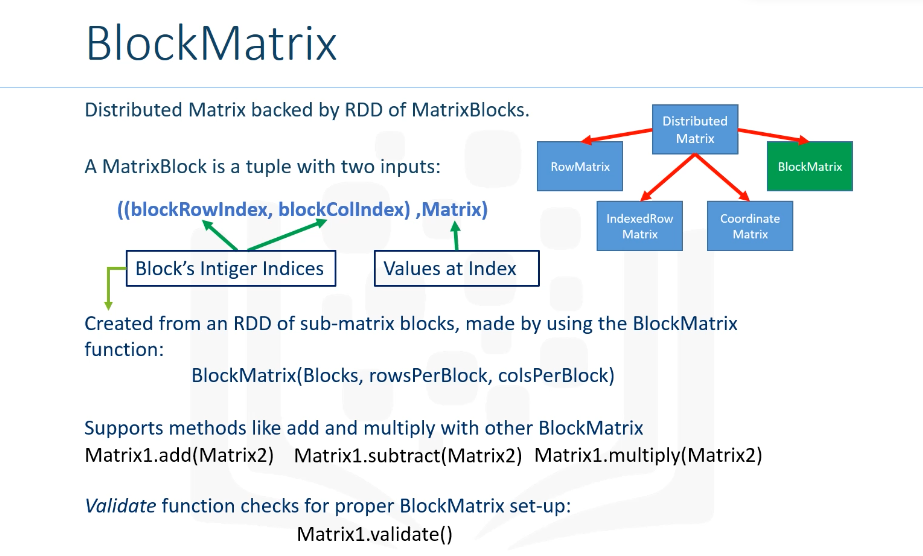 BlockMatrix
Distributed Matrix backed by RDD of MatrixBlocks.
Distributed
Matrix
RowMatrix
BlockMatrix
IndexedRow
Matrix
Coordinate
Matrix
A MatrixBlock is a tuple with two inputs:
((blockRowIndex, blockColIndex) ,Matrix)
Block's Intiger Indices
Values at Index
Created from an RDD of sub-matrix blocks, made by using the BlockMatrix
function:
BlockMatrix(Blocks, rowsPerBlock, colsPerBlock)
Supports methods like add and multiply with other BlockMatrix
Matrix1.add(Matrix2) Matrix1.subtract(Matrix2) Matrix1.multiply(Matrix2)
Validate function checks for proper BlockMatrix set-up:
Matrix1.validate()